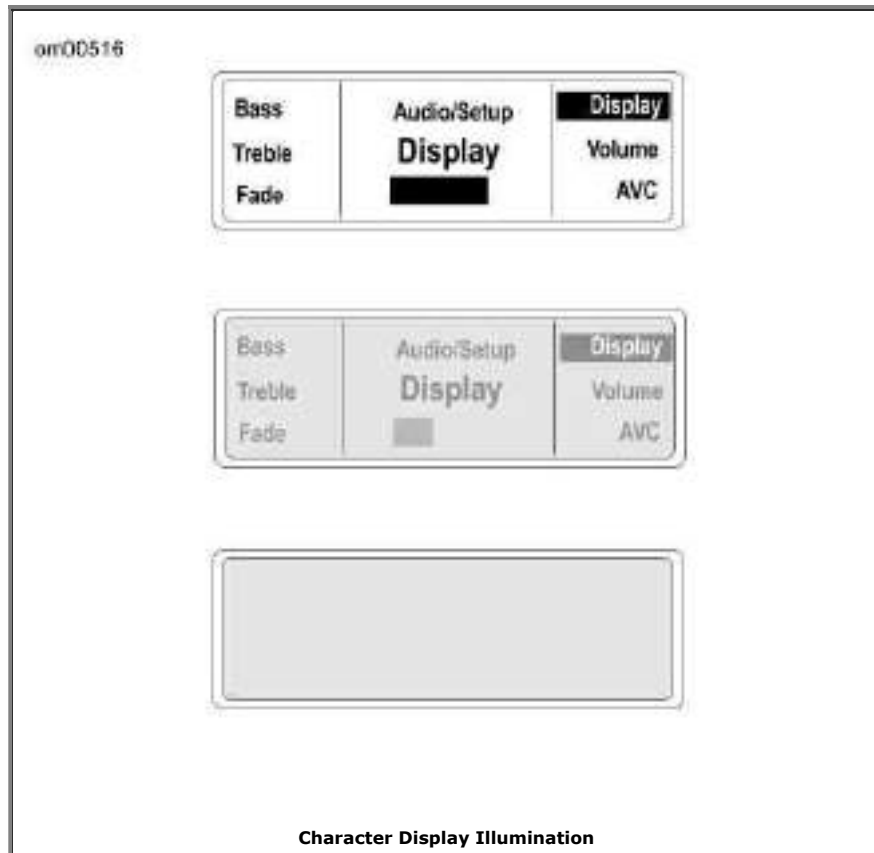 om00516
Bass
Treble
Fade
Audio/Setup
Display
Display
Volume
AVC
Bass
Treble
Fade
Audio/Setup
Display
Display
Volume
AVC
Character Display Illumination